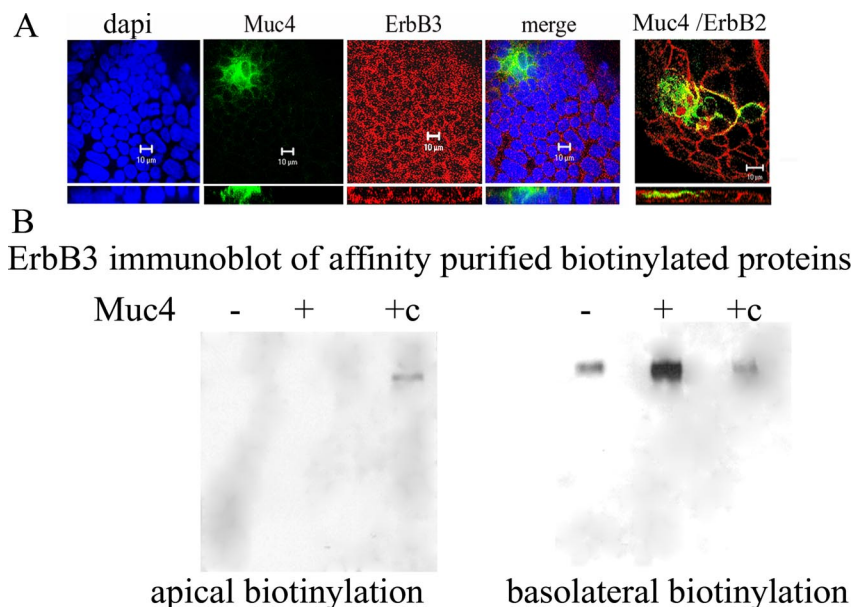 A
dapi Muc4 ErbB3 merge Muc4 /ErbB2
10 µm 10 µm 10 µm 10 µm 10 µm
B
ErbB3 immunoblot of affinity purified biotinylated proteins
Muc4 - + +c - + +c
apical biotinylation basolateral biotinylation